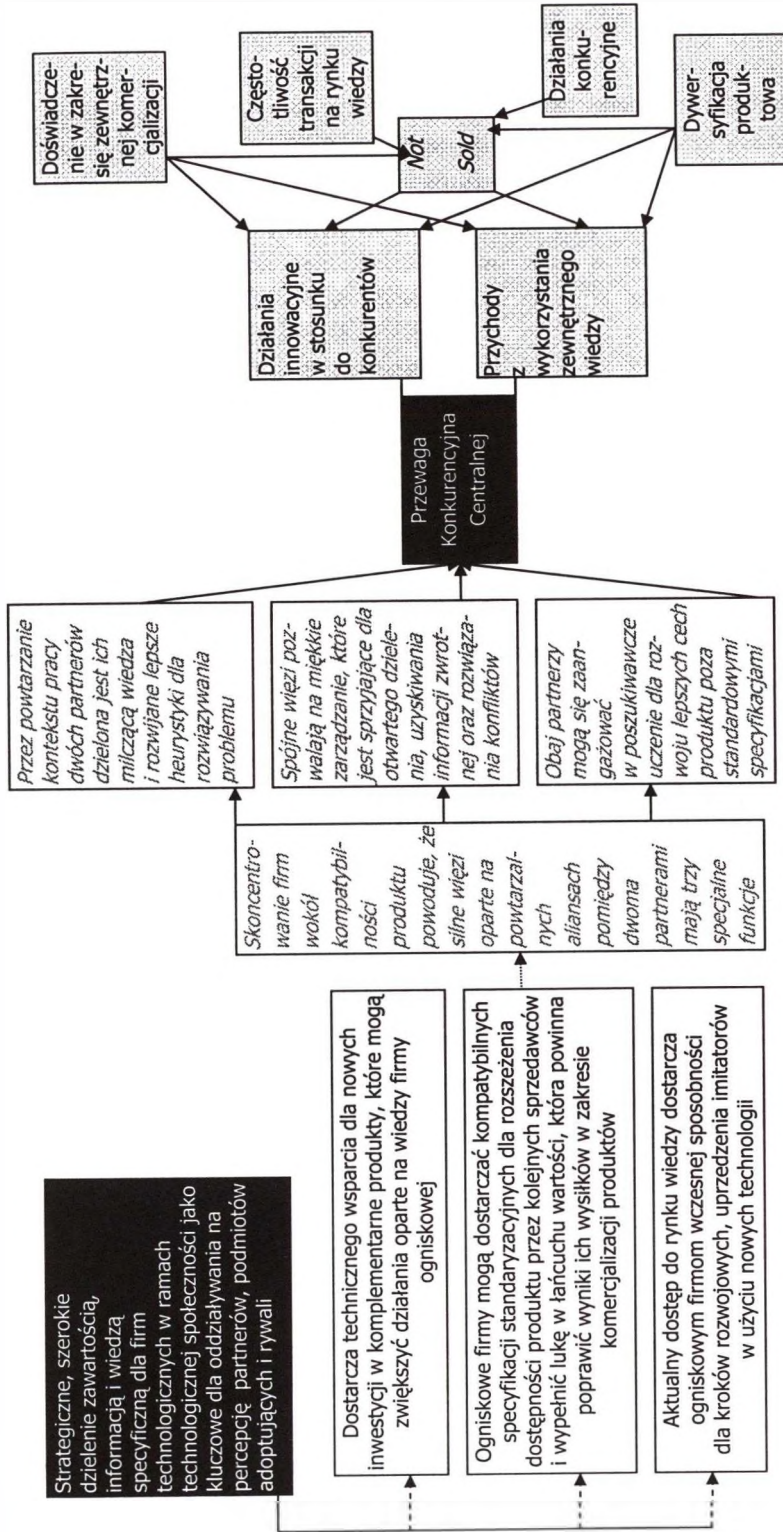 Strategiczne, szerokie
dzielenie zawartością,
informacją i wiedzą
specyficzną dla firm
technologicznych w ramach
technologicznej społeczności jako
kluczowe dla oddziaływania na
percepcję partnerów, podmiotów
adoptujących i rywali
Dostarcza technicznego wsparcia dla nowych
inwestycji w komplementarne produkty, które mogą
zwiększyć działania oparte na wiedzy firmy
ogniskowej
Ogniskowe firmy mogą dostarczać kompatybilnych
specyfikacji standaryzacyjnych dla rozszeżenia
dostępności produktu przez kolejnych sprzedawców
i wypełnić lukę w łańcuchu wartości, która powinna
poprawić wyniki ich wysiłków w zakresie
komercjalizacji produktów
Aktualny dostęp do rynku wiedzy dostarcza
ogniskowym firmom wczesnej sposobności
dla kroków rozwojowych, uprzedzenia imitatorów
w użyciu nowych technologii
Skoncentro-
wanie firm
wokół
kompatybil-
ności
produktu
powoduje, że
silne więzi
oparte na
powtarzal-
nych
aliansach
pomiędzy
dwoma
partnerami
mają trzy
specjalne
funkcje
Przez powtarzanie
kontekstu pracy
dwóch partnerów
dzielona jest ich
milczącą wiedza
i rozwijane lepsze
heurystyki dla
rozwiązywania
problemu
Spójne więzi poz-
walają na miękkie
zarządzanie, które
jest sprzyjające dla
otwartego dziele-
nia, uzyskiwania
informacji zwrot-
nej oraz rozwiąza-
nia konfliktów
Obaj partnerzy
mogą się zaan-
gażować
w poszukiwawcze
uczenie dla roz-
woju lepszych cech
produktu poza
standardowymi
specyfikacjami
Przewaga
Konkurencyjna
Centralnej
Działania
innowacyjne
w stosunku
do
konkurentów
Przychody
z
wykorzystania
zewnętrznego
wiedzy
Doświadcze-
nie w zakre-
się zewnętrz-
nej komer-
cjalizacji
Często-
tliwość
transakcji
na rynku
wiedzy
Not
Sold
Działania
konku-
rencyjne
Dywer-
syfikacja
produk-
towa